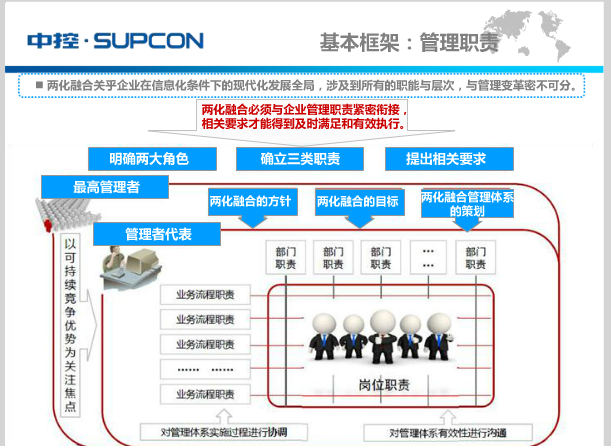 中控·SUPCON
基本框架：管理职责
■ 两化融合关乎企业在信息化条件下的现代化发展全局，涉及到所有的职能与层次，与管理变革密不可分。
两化融合必须与企业管理职责紧密衔接，
相关要求才能得到及时满足和有效执行。
明确两大角色
确立三类职责
提出相关要求
最高管理者
两化融合的方针
两化融合的目标
两化融合管理体系
的策划
管理者代表
以可持续竞争优势为关注焦点
部门
职责
部门
职责
部门
职责
...
...
部门
职责
业务流程职责
业务流程职责
业务流程职责
...... ......
业务流程职责
岗位职责
对管理体系实施过程进行协调
对管理体系有效性进行沟通